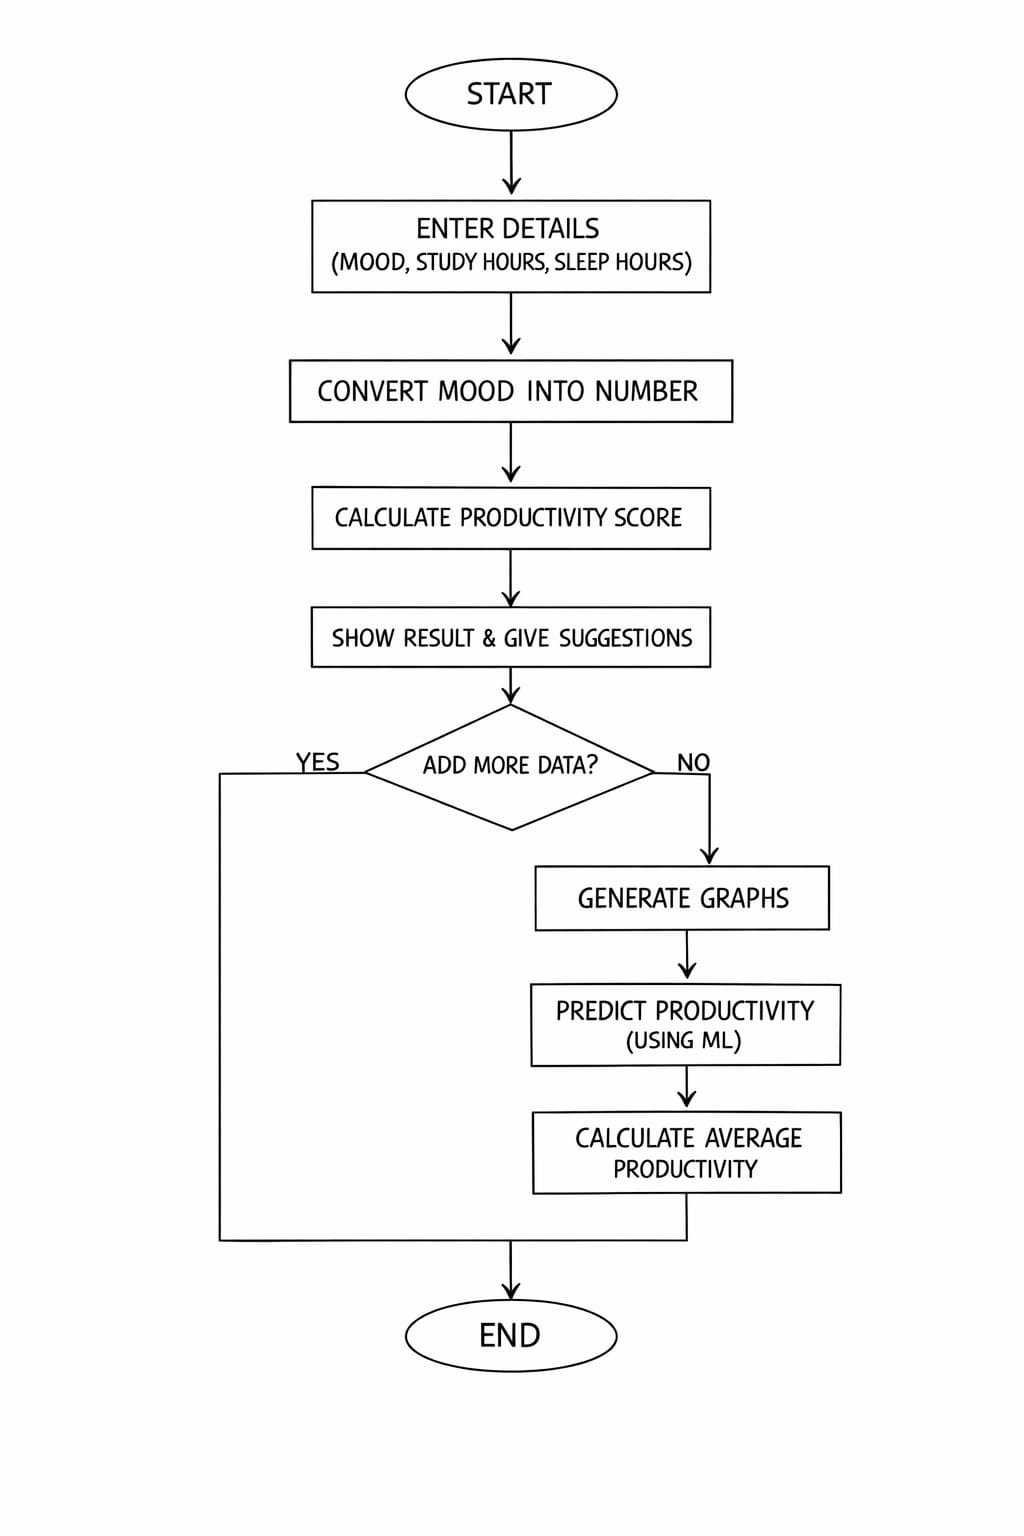 START
ENTER DETAILS
(MOOD, STUDY HOURS, SLEEP HOURS)
CONVERT MOOD INTO NUMBER
CALCULATE PRODUCTIVITY SCORE
SHOW RESULT & GIVE SUGGESTIONS
ADD MORE DATA?
YES
NO
GENERATE GRAPHS
PREDICT PRODUCTIVITY
(USING ML)
CALCULATE AVERAGE
PRODUCTIVITY
END